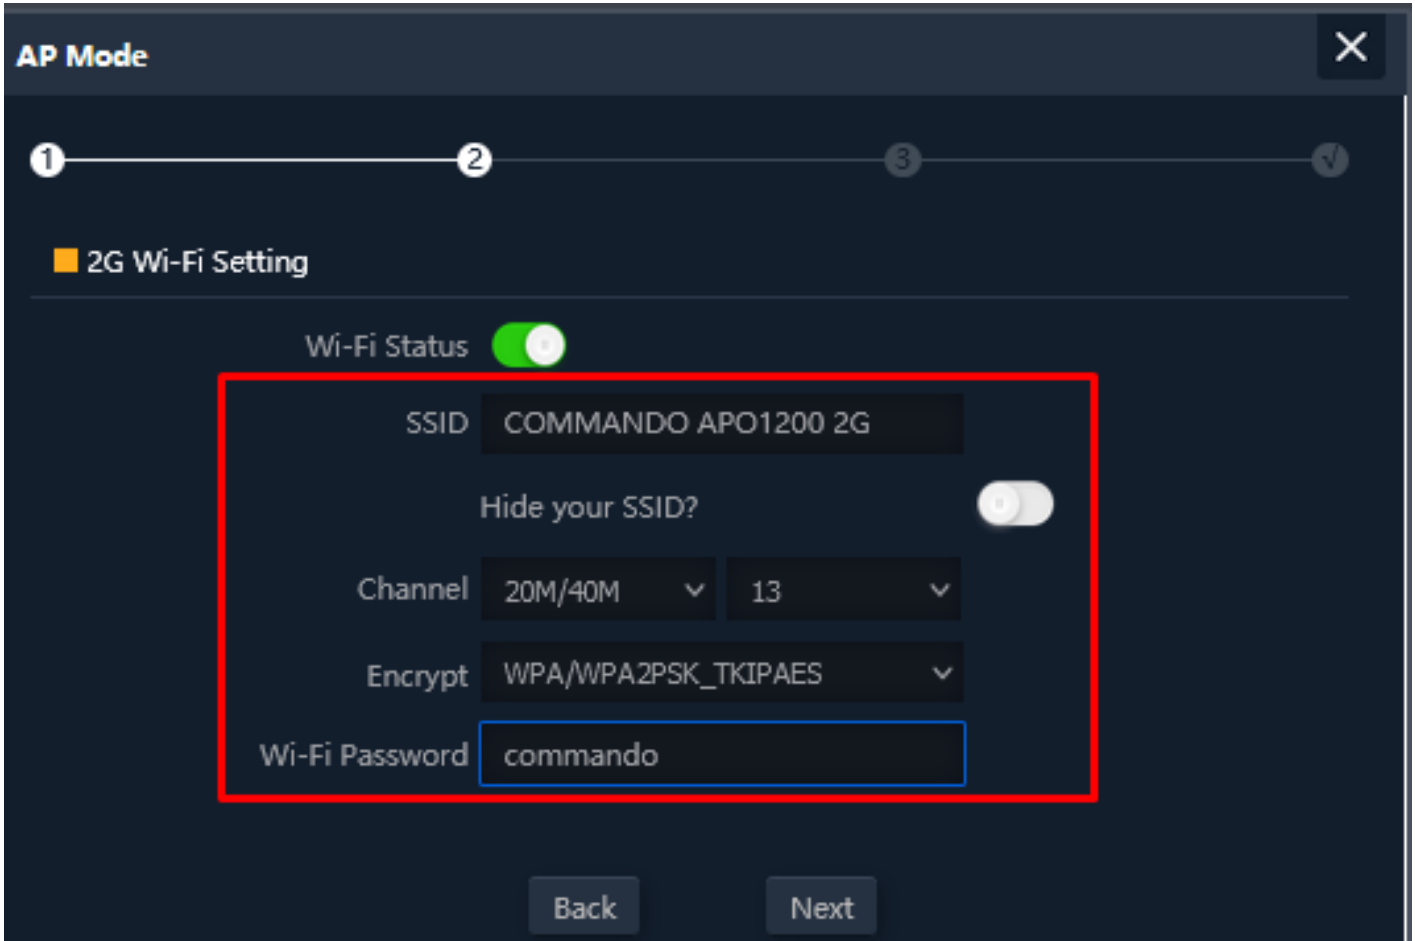 AP Mode
1 2 3 √
2G Wi-Fi Setting
Wi-Fi Status
SSID COMMANDO APO1200 2G
Hide your SSID?
Channel 20M/40M 13
Encrypt WPA/WPA2PSK_TKIPAES
Wi-Fi Password commando
Back Next